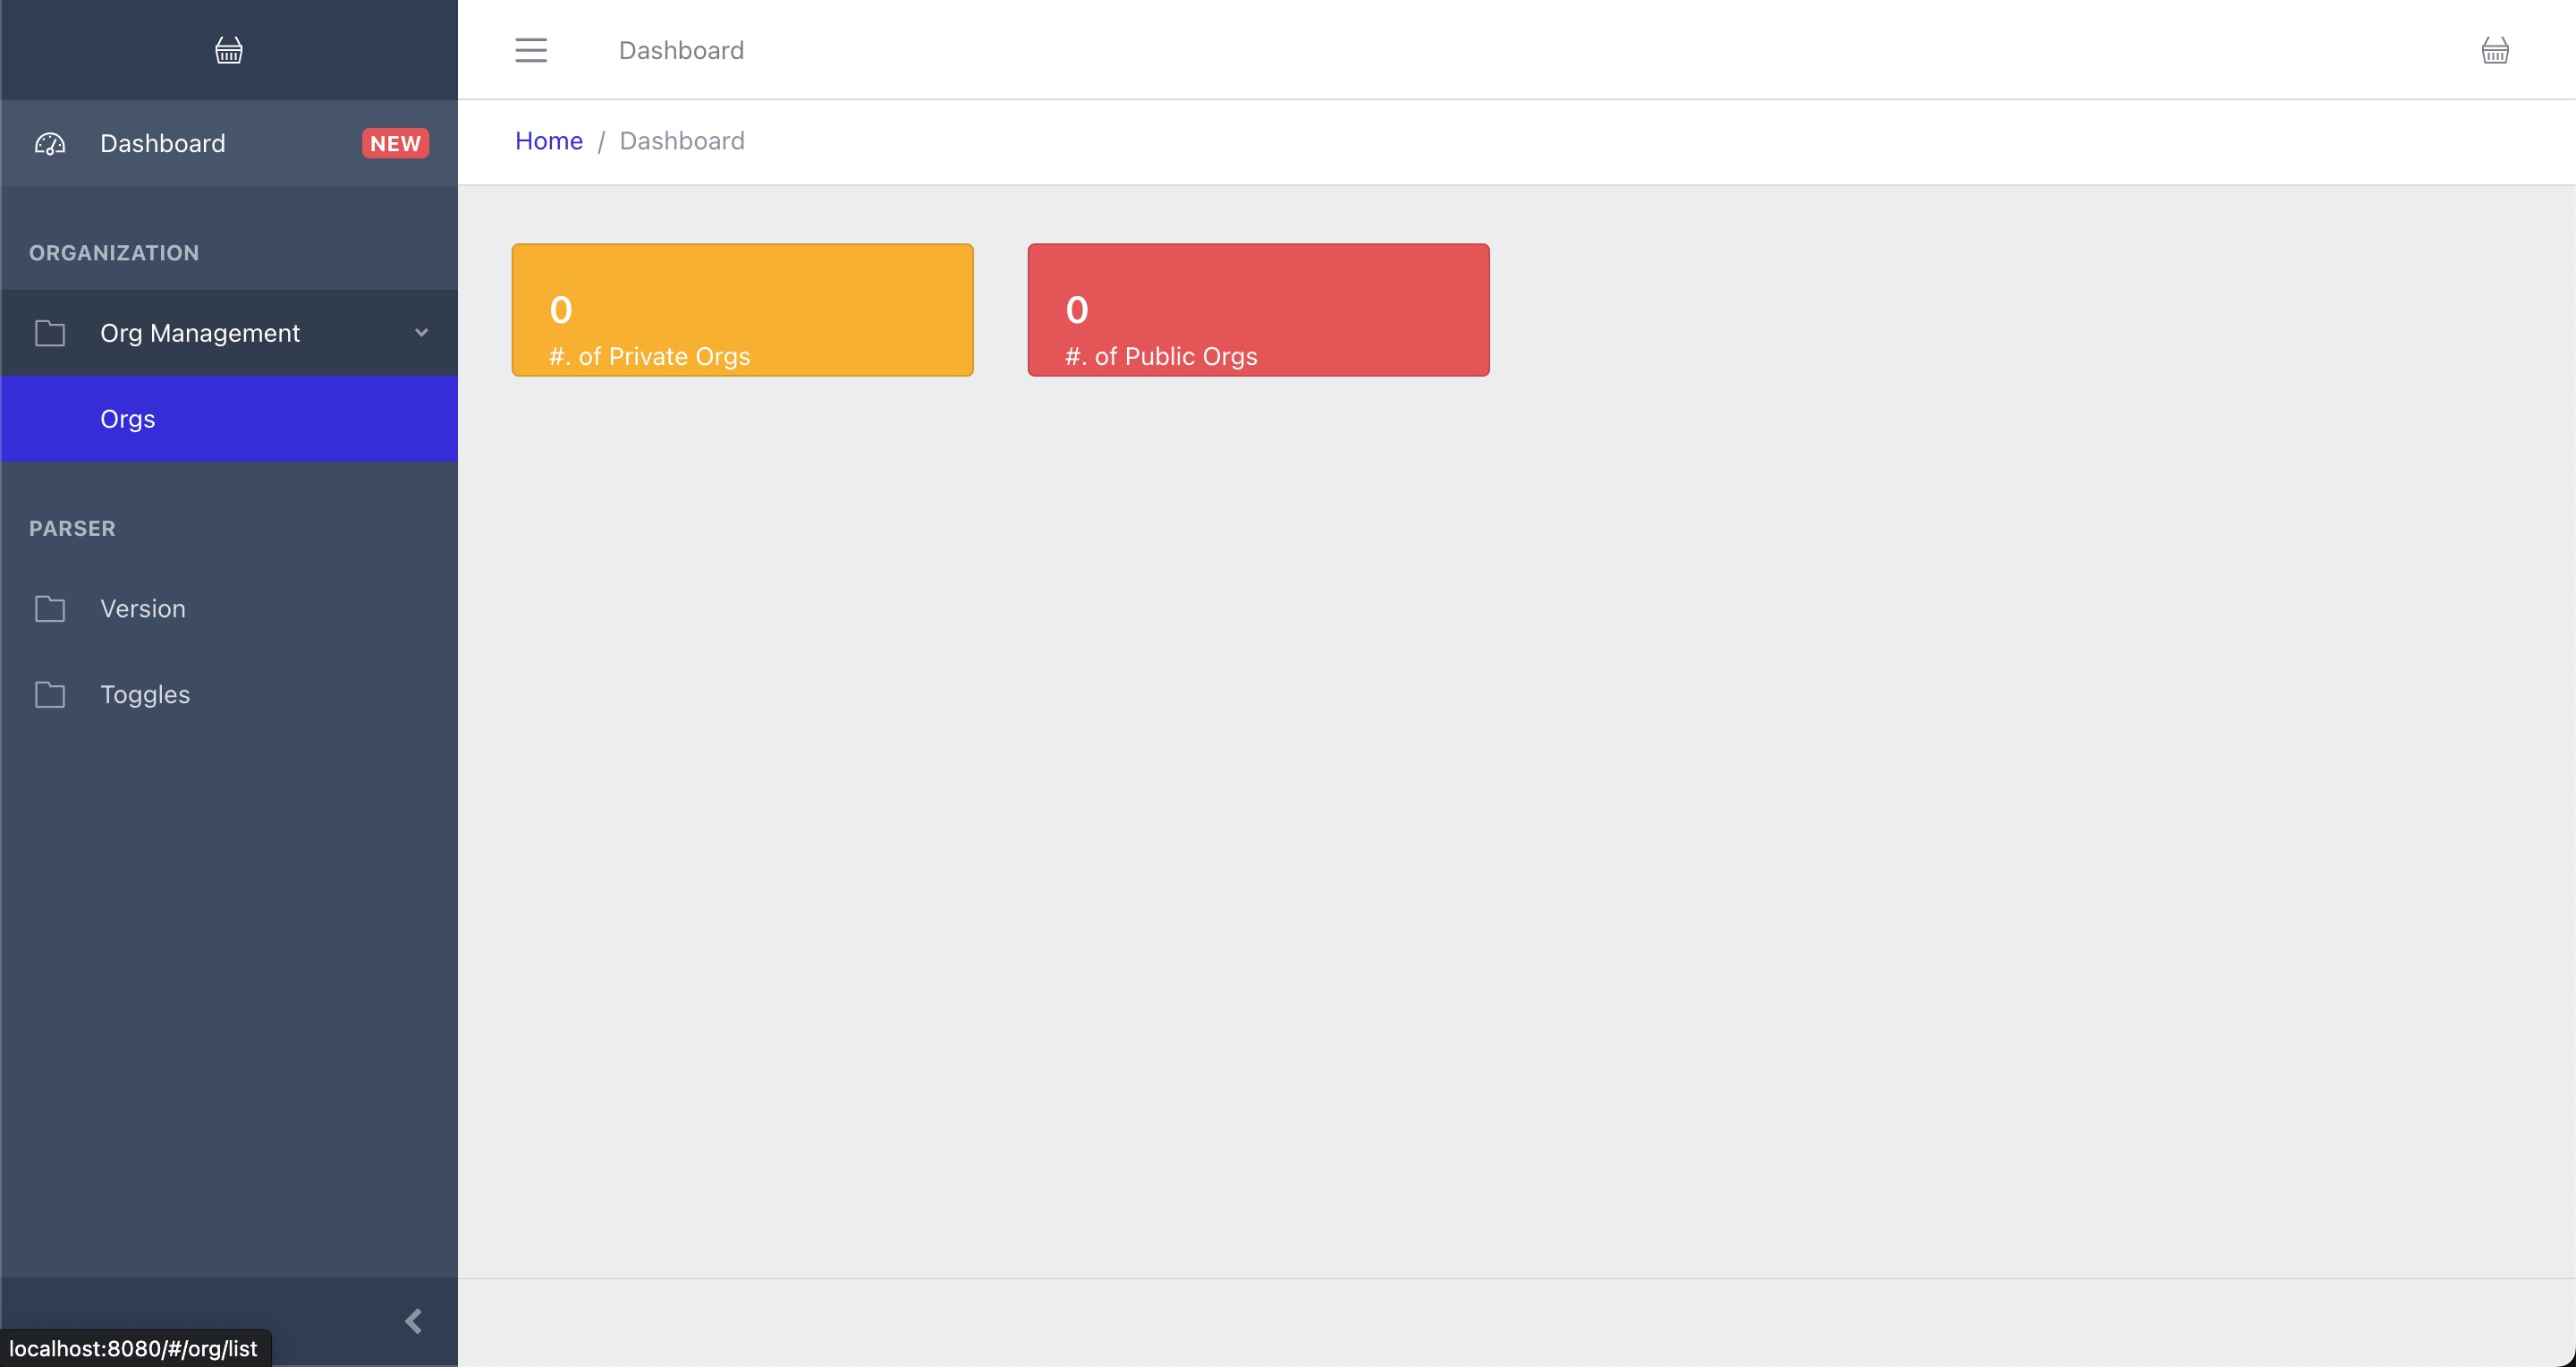 Dashboard
Dashboard NEW
Home / Dashboard
ORGANIZATION
Org Management
Orgs
PARSER
Version
Toggles
0
#. of Private Orgs
0
#. of Public Orgs
localhost:8080/#/org/list